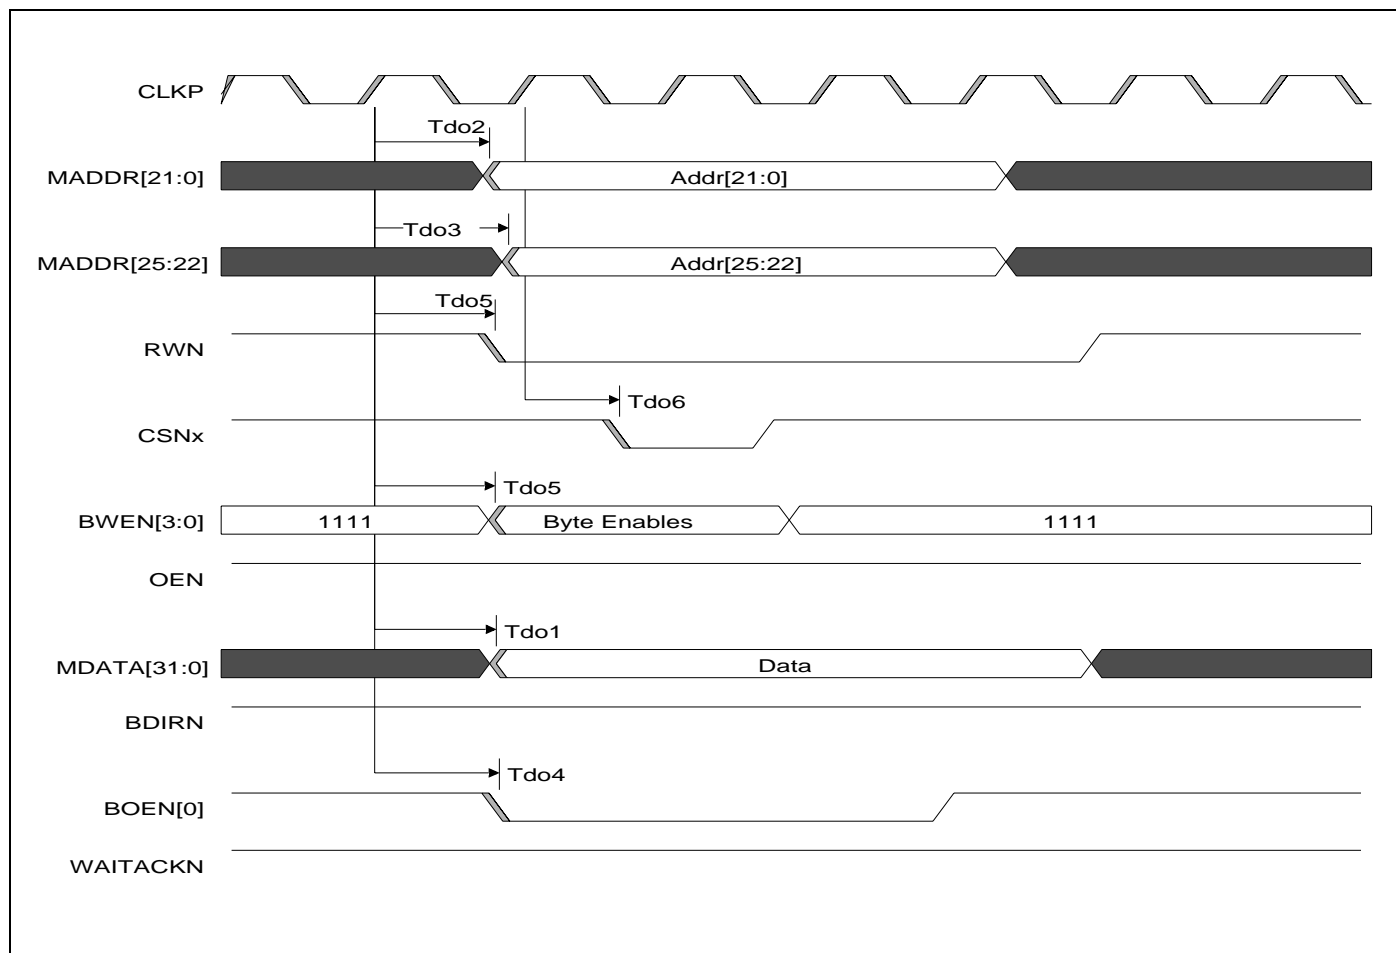 CLKP
Tdo2
MADDR[21:0] Addr[21:0]
Tdo3
MADDR[25:22] Addr[25:22]
Tdo5
RWN
Tdo6
CSNx
Tdo5
BWEN[3:0] 1111 Byte Enables 1111
OEN
Tdo1
MDATA[31:0] Data
BDIRN
Tdo4
BOEN[0]
WAITACKN